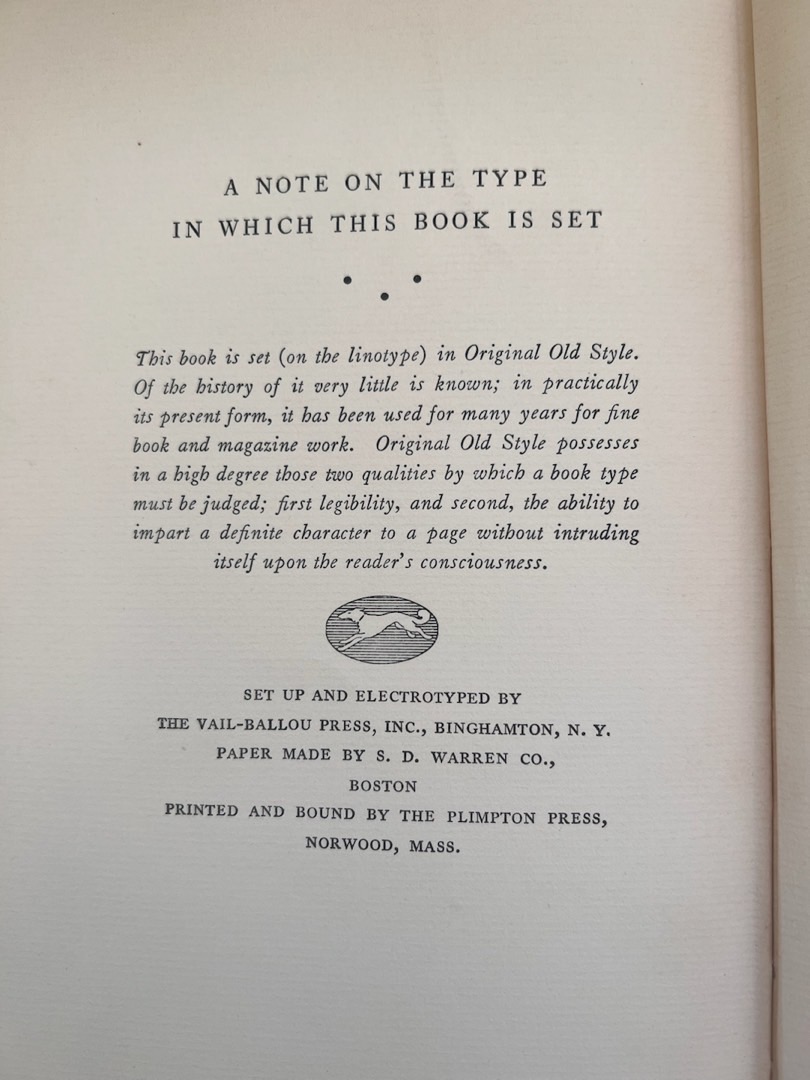 A NOTE ON THE TYPE
IN WHICH THIS BOOK IS SET
This book is set (on the linotype) in Original Old Style.
Of the history of it very little is known; in practically
its present form, it has been used for many years for fine
book and magazine work. Original Old Style possesses
in a high degree those two qualities by which a book type
must be judged; first legibility, and second, the ability to
impart a definite character to a page without intruding
itself upon the reader's consciousness.
SET UP AND ELECTROTYPED BY
THE VAIL-BALLOU PRESS, INC., BINGHAMTON, N. Y.
PAPER MADE BY S. D. WARREN CO.,
BOSTON
PRINTED AND BOUND BY THE PLIMPTON PRESS,
NORWOOD, MASS.